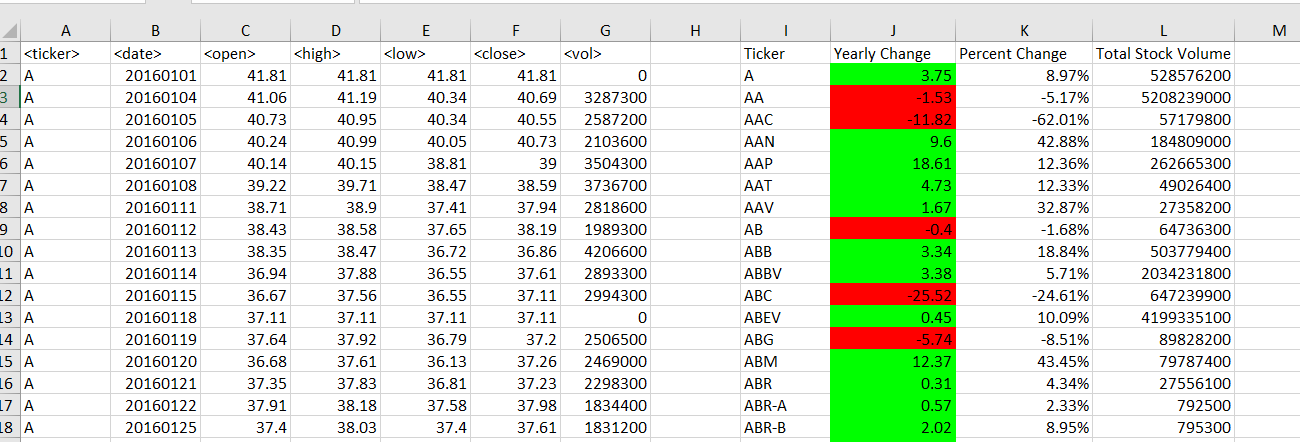 A B C D E F G H I J K L M
1 <ticker> <date> <open> <high> <low> <close> <vol> Ticker Yearly Change Percent Change Total Stock Volume
2 A 20160101 41.81 41.81 41.81 41.81 0 A 3.75 8.97% 528576200
3 A 20160104 41.06 41.19 40.34 40.69 3287300 AA -1.53 -5.17% 5208239000
4 A 20160105 40.73 40.95 40.34 40.55 2587200 AAC -11.82 -62.01% 57179800
5 A 20160106 40.24 40.99 40.05 40.73 2103600 AAN 9.6 42.88% 184809000
6 A 20160107 40.14 40.15 38.81 39 3504300 AAP 18.61 12.36% 262665300
7 A 20160108 39.22 39.71 38.47 38.59 3736700 AAT 4.73 12.33% 49026400
8 A 20160111 38.71 38.9 37.41 37.94 2818600 AAV 1.67 32.87% 27358200
9 A 20160112 38.43 38.58 37.65 38.19 1989300 AB -0.4 -1.68% 64736300
10 A 20160113 38.35 38.47 36.72 36.86 4206600 ABB 3.34 18.84% 503779400
11 A 20160114 36.94 37.88 36.55 37.61 2893300 ABBV 3.38 5.71% 2034231800
12 A 20160115 36.67 37.56 36.55 37.11 2994300 ABC -25.52 -24.61% 647239900
13 A 20160118 37.11 37.11 37.11 37.11 0 ABEV 0.45 10.09% 4199335100
14 A 20160119 37.64 37.92 36.79 37.2 2506500 ABG -5.74 -8.51% 89828200
15 A 20160120 36.68 37.61 36.13 37.26 2469000 ABM 12.37 43.45% 79787400
16 A 20160121 37.35 37.83 36.81 37.23 2298300 ABR 0.31 4.34% 27556100
17 A 20160122 37.91 38.18 37.58 37.98 1834400 ABR-A 0.57 2.33% 792500
18 A 20160125 37.4 38.03 37.4 37.61 1831200 ABR-B 2.02 8.95% 795300